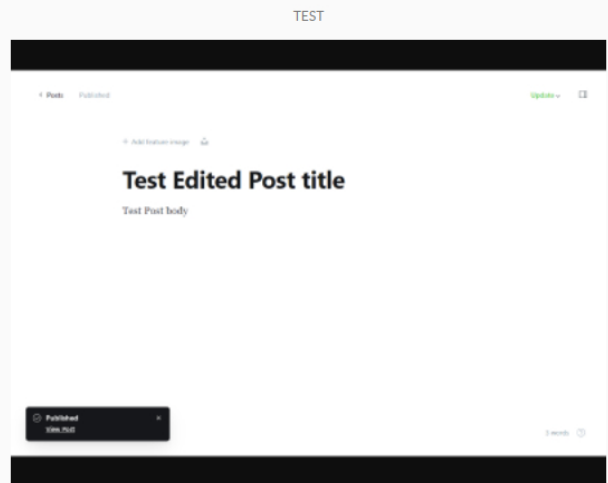 TEST
Posts
Published
Update
+ Add feature image
Test Edited Post title
Test Post body
Published
View Post
3 words